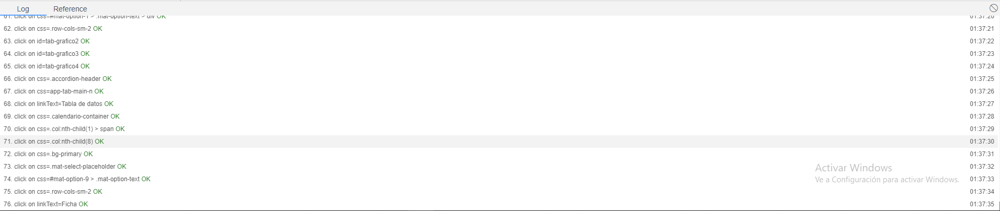 Log Reference
61. click on css=#mat-option-1 > .mat-option-text > div OK 01:37:20
62. click on css=.row-cols-sm-2 OK 01:37:21
63. click on id=tab-grafico2 OK 01:37:22
64. click on id=tab-grafico3 OK 01:37:23
65. click on id=tab-grafico4 OK 01:37:24
66. click on css=.accordion-header OK 01:37:25
67. click on css=app-tab-main-n OK 01:37:26
68. click on linkText=Tabla de datos OK 01:37:27
69. click on css=.calendario-container OK 01:37:28
70. click on css=.col:nth-child(1) > span OK 01:37:29
71. click on css=.col:nth-child(8) OK 01:37:30
72. click on css=.bg-primary OK 01:37:31
73. click on css=.mat-select-placeholder OK 01:37:32
Activar Windows
74. click on css=#mat-option-9 > .mat-option-text OK 01:37:33
Ve a Configuración para activar Windows.
75. click on css=.row-cols-sm-2 OK 01:37:34
76. click on linkText=Ficha OK 01:37:35